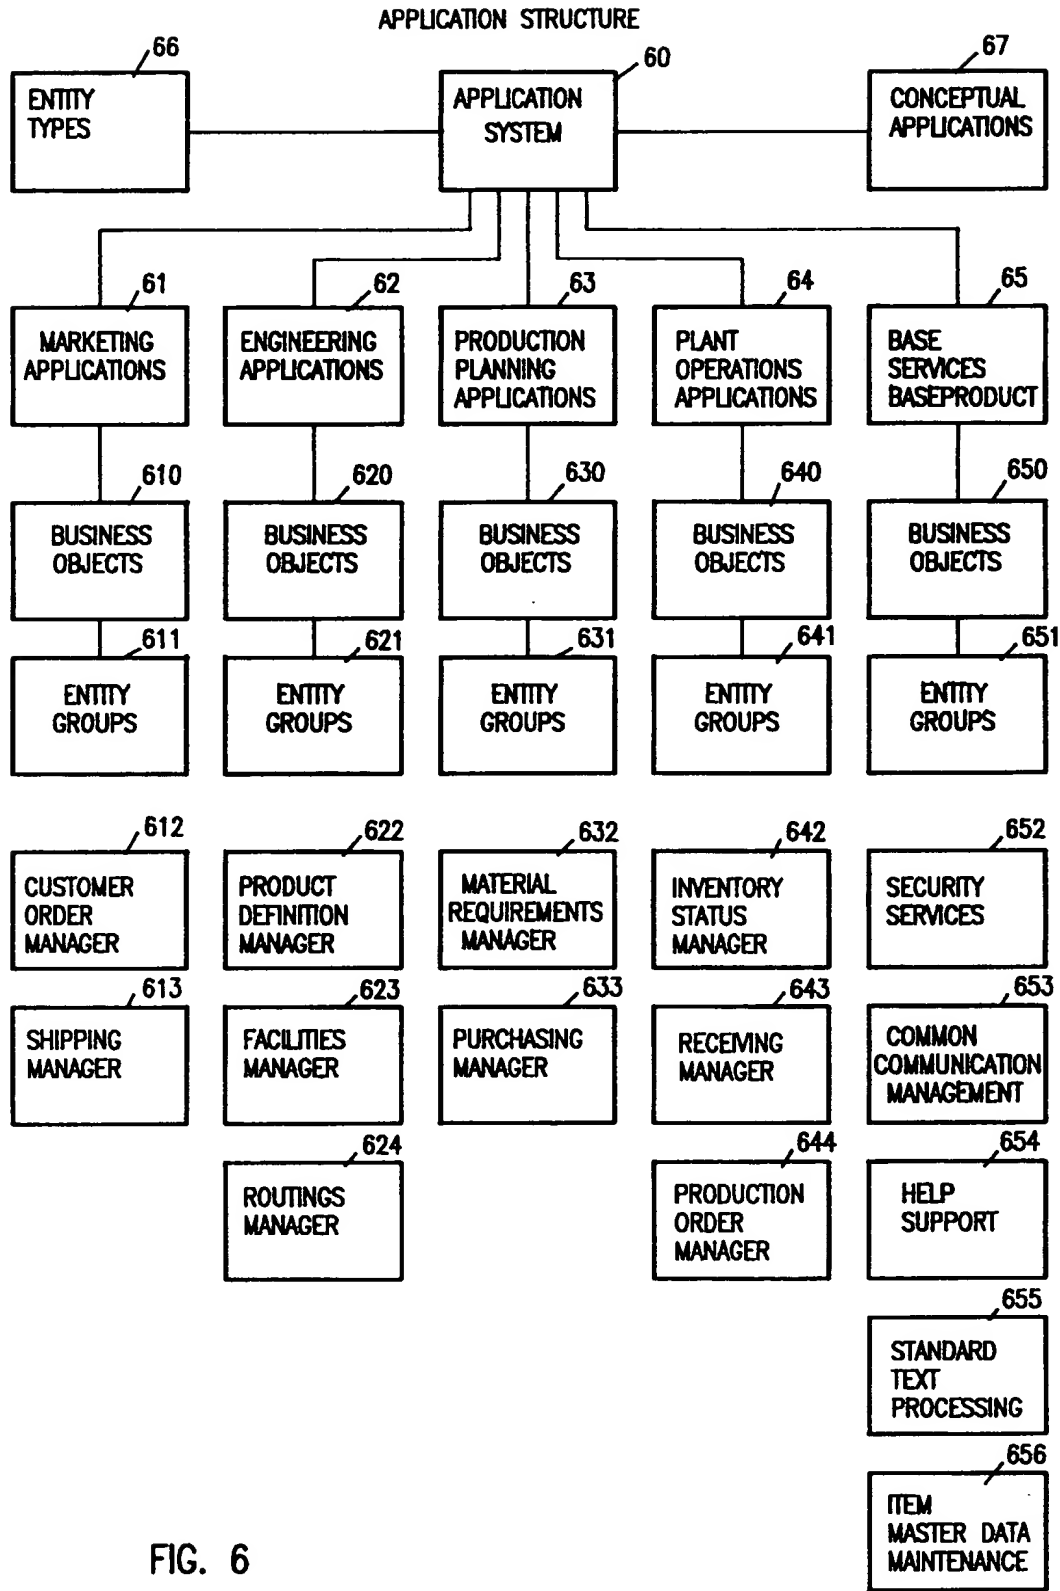 APPLICATION STRUCTURE
66
60
67
ENTITY
TYPES
APPLICATION
SYSTEM
CONCEPTUAL
APPLICATIONS
61
62
63
64
65
MARKETING
APPLICATIONS
ENGINEERING
APPLICATIONS
PRODUCTION
PLANNING
APPLICATIONS
PLANT
OPERATIONS
APPLICATIONS
BASE
SERVICES
BASEPRODUCT
610
620
630
640
650
BUSINESS
OBJECTS
BUSINESS
OBJECTS
BUSINESS
OBJECTS
BUSINESS
OBJECTS
BUSINESS
OBJECTS
611
621
631
641
651
ENTITY
GROUPS
ENTITY
GROUPS
ENTITY
GROUPS
ENTITY
GROUPS
ENTITY
GROUPS
612
622
632
642
652
CUSTOMER
ORDER
MANAGER
PRODUCT
DEFINITION
MANAGER
MATERIAL
REQUIREMENTS
MANAGER
INVENTORY
STATUS
MANAGER
SECURITY
SERVICES
613
623
633
643
653
SHIPPING
MANAGER
FACILITIES
MANAGER
PURCHASING
MANAGER
RECEIVING
MANAGER
COMMON
COMMUNICATION
MANAGEMENT
624
644
654
ROUTINGS
MANAGER
PRODUCTION
ORDER
MANAGER
HELP
SUPPORT
655
STANDARD
TEXT
PROCESSING
656
ITEM
MASTER DATA
MAINTENANCE
FIG. 6